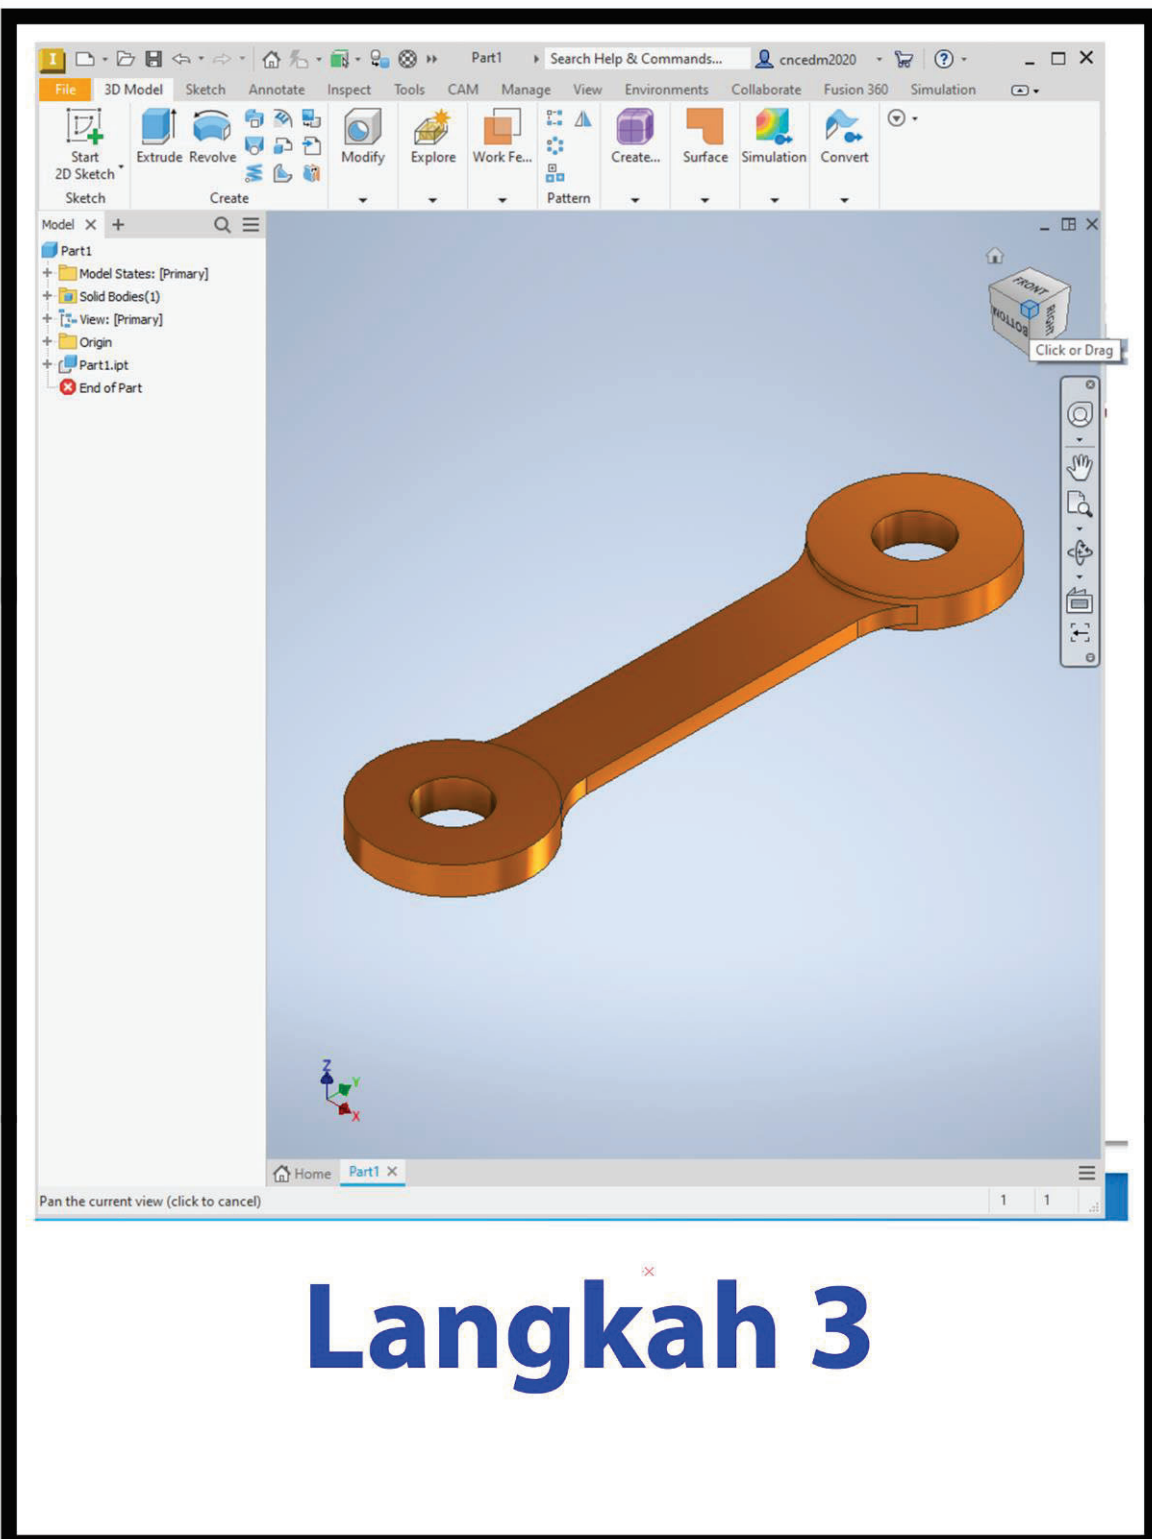 Part1 Search Help & Commands... cncedm2020
File 3D Model Sketch Annotate Inspect Tools CAM Manage View Environments Collaborate Fusion 360 Simulation
Start
2D Sketch
Extrude Revolve
Modify Explore Work Fe... Create... Surface Simulation Convert
Sketch Create Pattern
Model
Part1
Model States: [Primary]
Solid Bodies(1)
View: [Primary]
Origin
Part1.ipt
End of Part
FRONT
BOTTOM
RIGHT
Click or Drag
Z
Y
X
Home Part1
Pan the current view (click to cancel) 1 1
Langkah 3